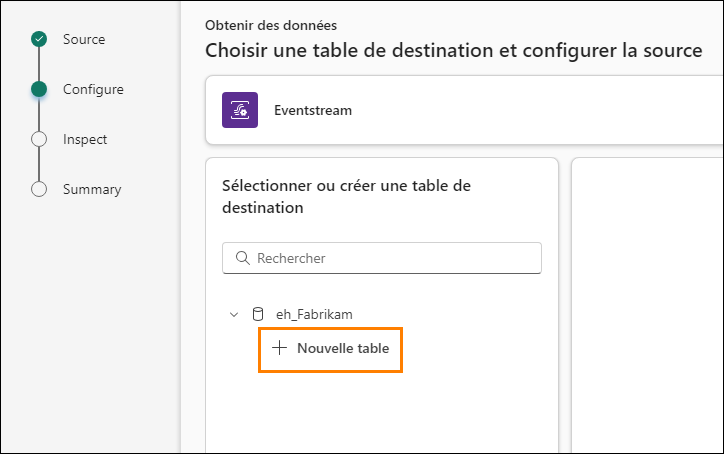 Source
Configure
Inspect
Summary
Obtenir des données
Choisir une table de destination et configurer la source
Eventstream
Sélectionner ou créer une table de
destination
Rechercher
eh_Fabrikam
Nouvelle table